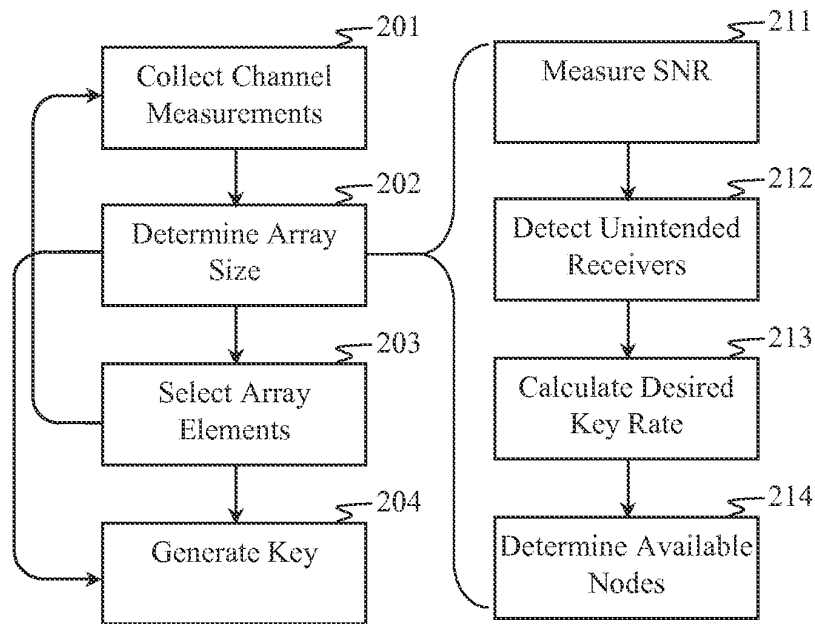 201
Collect Channel
Measurements
202
Determine Array
Size
203
Select Array
Elements
204
Generate Key
211
Measure SNR
212
Detect Unintended
Receivers
213
Calculate Desired
Key Rate
214
Determine Available
Nodes